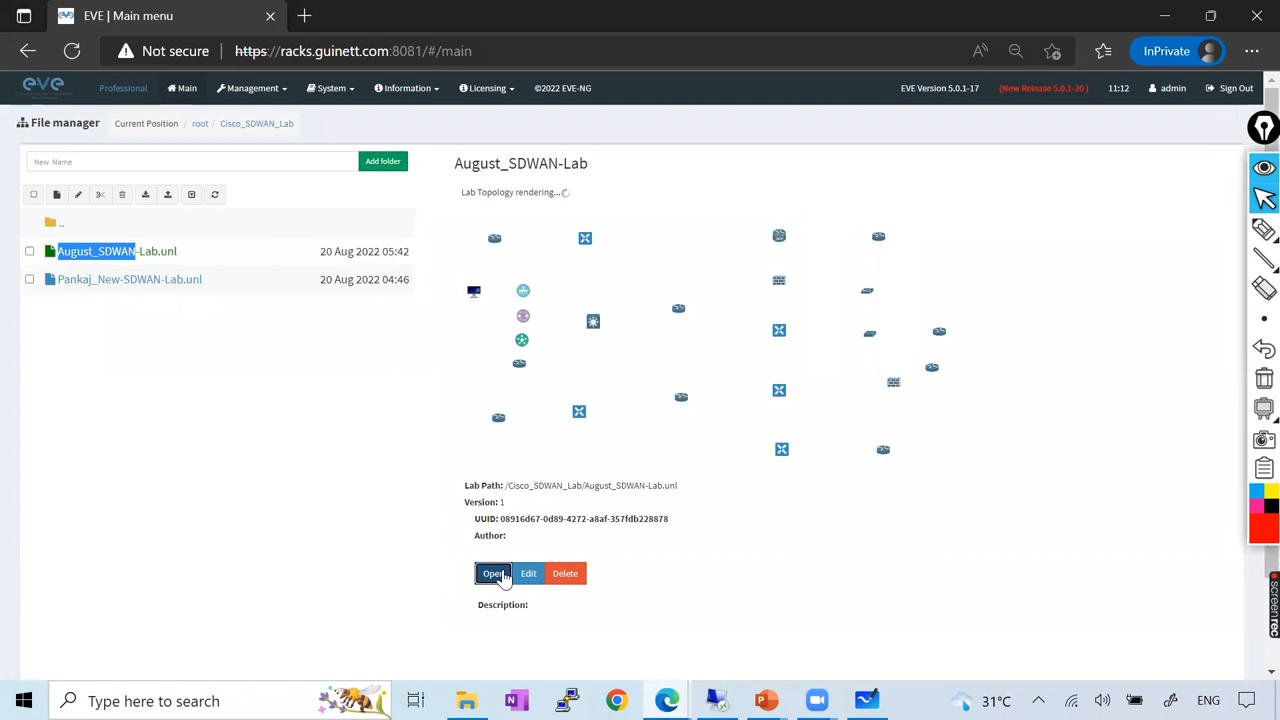 EVE | Main menu
Not secure
https://racks.guinett.com:8081/#/main
InPrivate
eve
Professional
Main
Management
System
Information
Licensing
©2022 EVE-NG
EVE Version 5.0.1-17
(New Release 5.0.1-20 )
11:12
admin
Sign Out
File manager
Current Position
root
Cisco_SDWAN_Lab
New Name
Add folder
..
August_SDWAN-Lab.unl 20 Aug 2022 05:42
Pankaj_New-SDWAN-Lab.unl 20 Aug 2022 04:46
August_SDWAN-Lab
Lab Topology rendering...
Lab Path: /Cisco_SDWAN_Lab/August_SDWAN-Lab.unl
Version: 1
UUID: 08916d67-0d89-4272-a8af-357fdb228878
Author:
Open Edit Delete
Description:
screenrec
Type here to search
31°C
ENG